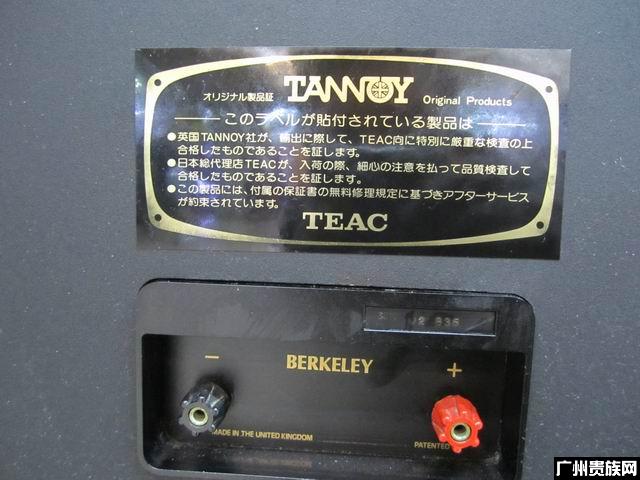 オリジナル製品証 TANNOY Original Products
このラベルが貼付されている製品は
●英国TANNOY社が、輸出に際して、TEAC向に特別に厳重な検査の上
合格したものであることを証します。
●日本総代理店TEACが、入荷の際、細心の注意を払って品質検査して
合格したものであることを証します。
●この製品には、付属の保証書の無料修理規定に基づきアフターサービス
が約束されています。
TEAC
− BERKELEY +
MADE IN THE UNITED KINGDOM PATENTED
广州贵族网